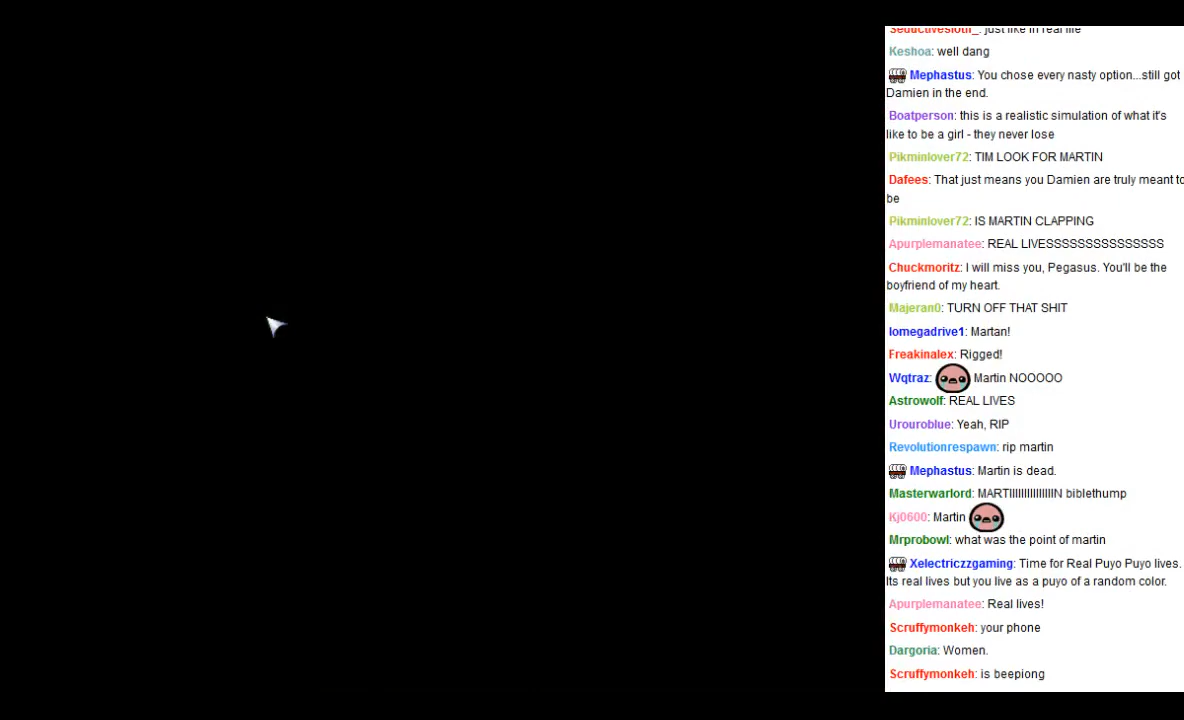 Seductivesloth_: just like in real life
Keshoa: well dang
Mephastus: You chose every nasty option...still got
Damien in the end.
Boatperson: this is a realistic simulation of what it's
like to be a girl - they never lose
Pikminlover72: TIM LOOK FOR MARTIN
Dafees: That just means you Damien are truly meant to
be
Pikminlover72: IS MARTIN CLAPPING
Apurplemanatee: REAL LIVESSSSSSSSSSSSSSS
Chuckmoritz: I will miss you, Pegasus. You'll be the
boyfriend of my heart.
Majeran0: TURN OFF THAT SHIT
Iomegadrive1: Martan!
Freakinalex: Rigged!
Wqtraz: Martin NOOOOO
Astrowolf: REAL LIVES
Urouroblue: Yeah, RIP
Revolutionrespawn: rip martin
Mephastus: Martin is dead.
Masterwarlord: MARTIIIIIIIIIIIIIIIN biblethump
Kj0600: Martin
Mrprobowl: what was the point of martin
Xelectriczzgaming: Time for Real Puyo Puyo lives.
Its real lives but you live as a puyo of a random color.
Apurplemanatee: Real lives!
Scruffymonkeh: your phone
Dargoria: Women.
Scruffymonkeh: is beepiong